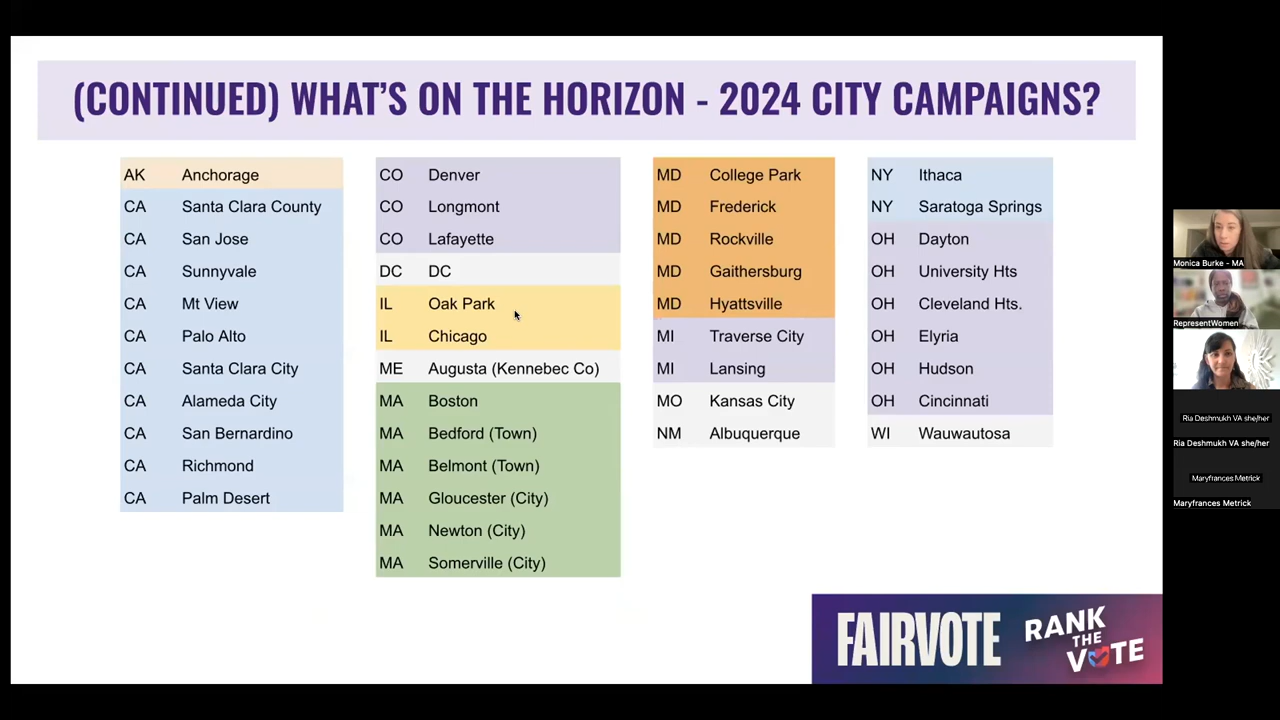 (CONTINUED) WHAT'S ON THE HORIZON - 2024 CITY CAMPAIGNS?
AK Anchorage
CA Santa Clara County
CA San Jose
CA Sunnyvale
CA Mt View
CA Palo Alto
CA Santa Clara City
CA Alameda City
CA San Bernardino
CA Richmond
CA Palm Desert
CO Denver
CO Longmont
CO Lafayette
DC DC
IL Oak Park
IL Chicago
ME Augusta (Kennebec Co)
MA Boston
MA Bedford (Town)
MA Belmont (Town)
MA Gloucester (City)
MA Newton (City)
MA Somerville (City)
MD College Park
MD Frederick
MD Rockville
MD Gaithersburg
MD Hyattsville
MI Traverse City
MI Lansing
MO Kansas City
NM Albuquerque
NY Ithaca
NY Saratoga Springs
OH Dayton
OH University Hts
OH Cleveland Hts.
OH Elyria
OH Hudson
OH Cincinnati
WI Wauwautosa
FAIRVOTE
RANK
THE
VOTE
Monica Burke - MA
RepresentWomen
Ria Deshmukh VA she/her
Ria Deshmukh VA she/her
Maryfrances Metrick
Maryfrances Metrick